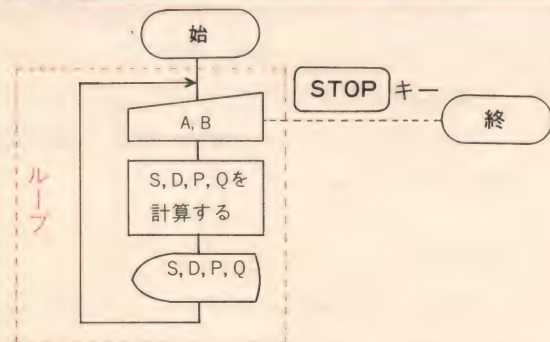 始
STOP キー
A, B
終
ループ
S, D, P, Qを
計算する
S, D, P, Q